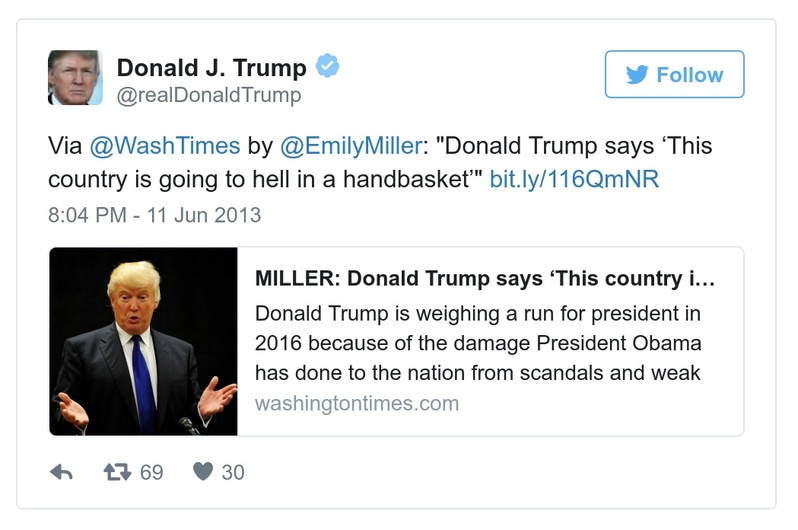 Donald J. Trump
@realDonaldTrump
Follow
Via @WashTimes by @EmilyMiller: "Donald Trump says ‘This
country is going to hell in a handbasket’" bit.ly/116QmNR
8:04 PM - 11 Jun 2013
MILLER: Donald Trump says ‘This country i...
Donald Trump is weighing a run for president in
2016 because of the damage President Obama
has done to the nation from scandals and weak
washingtontimes.com
69 30